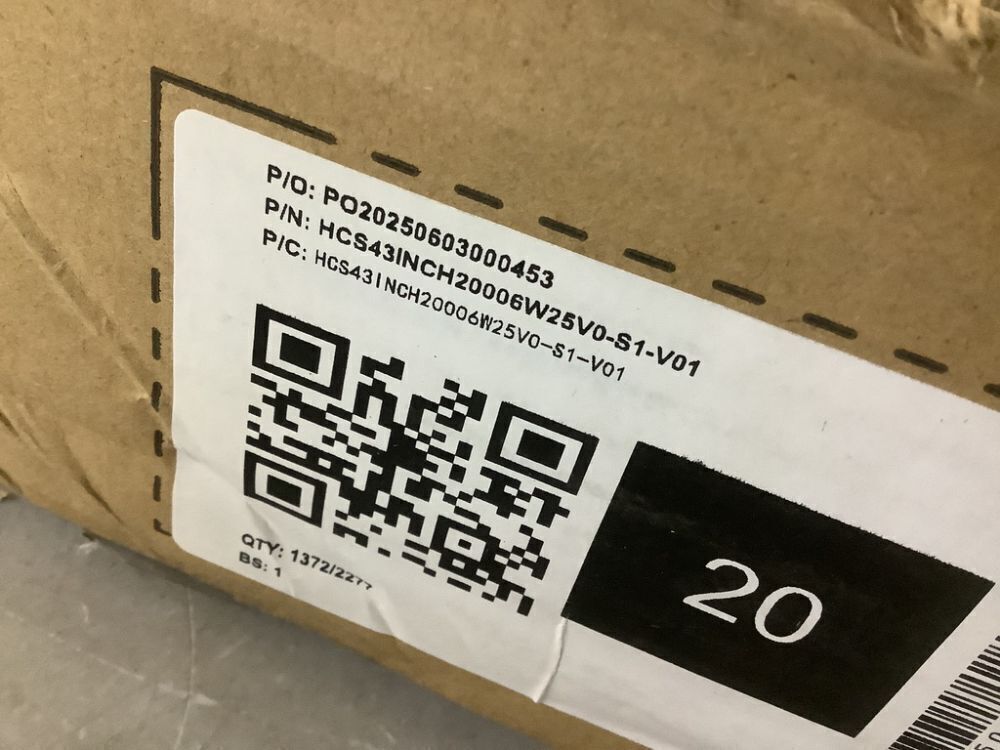 P/O: PO20250603000453
P/N: HCS43INCH20006W25V0-S1-V01
P/C: HCS43INCH20006W25V0-S1-V01
QTY: 1372/2277
BS: 1
20